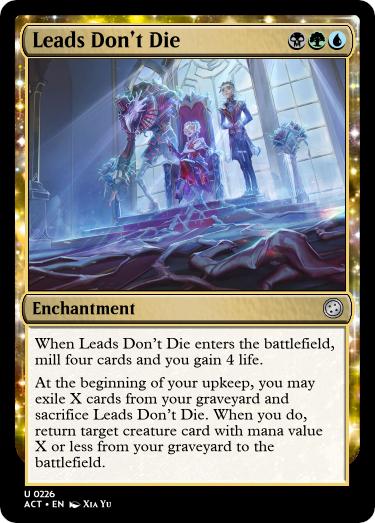 Leads Don't Die
Enchantment
When Leads Don't Die enters the battlefield,
mill four cards and you gain 4 life.
At the beginning of your upkeep, you may
exile X cards from your graveyard and
sacrifice Leads Don't Die. When you do,
return target creature card with mana value
X or less from your graveyard to the
battlefield.
U 0226
ACT • EN Xia Yu